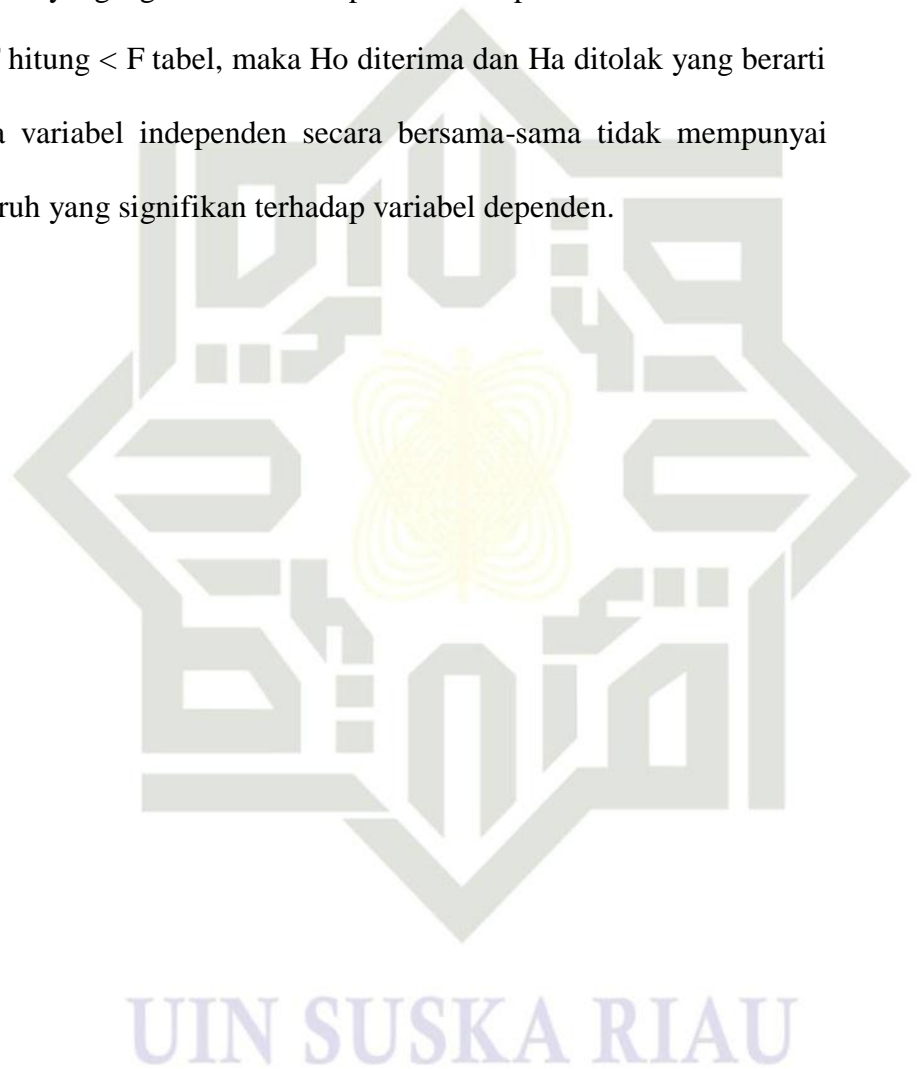 hitung < F tabel, maka Ho diterima dan Ha ditolak yang berarti
variabel independen secara bersama-sama tidak mempunyai
yang signifikan terhadap variabel dependen.
UIN SUSKA RIAU